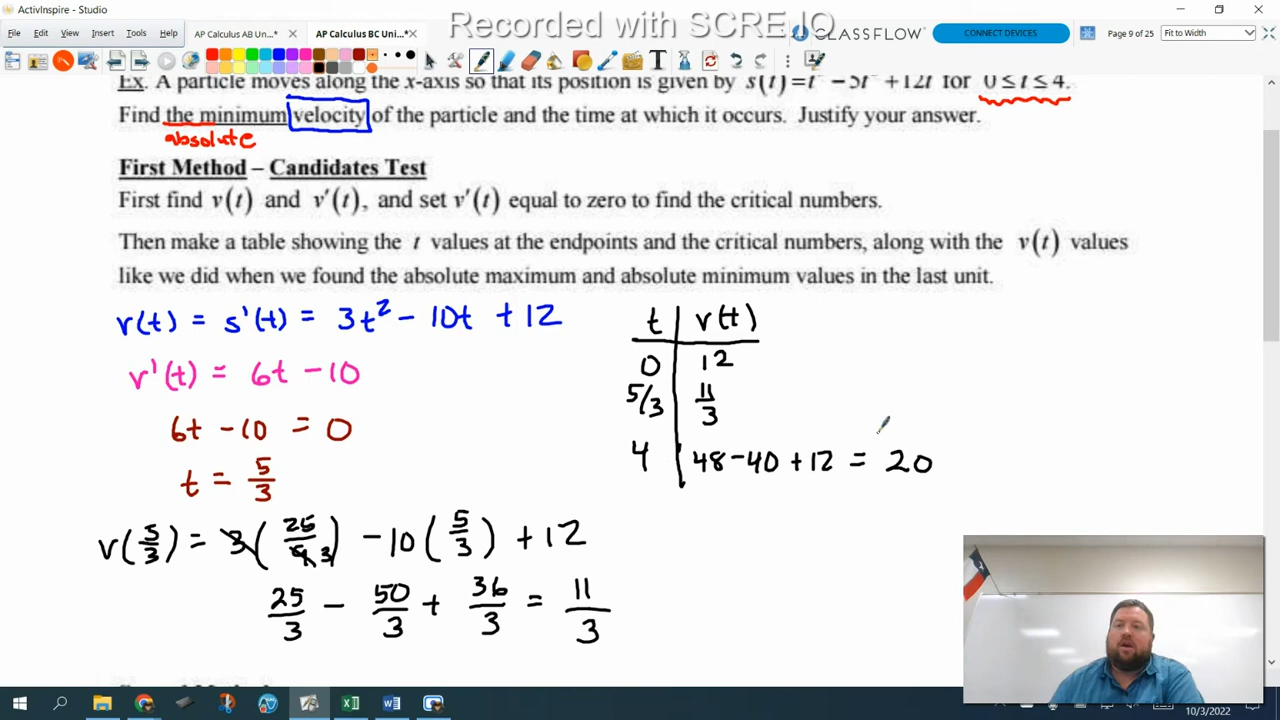 ActivInspire - Studio
Recorded with SCRE.IO
File Edit View Insert Tools Help
AP Calculus AB Un...* AP Calculus BC Uni...*
CLASSFLOW CONNECT DEVICES Page 9 of 25 Fit to Width
Ex. A particle moves along the x-axis so that its position is given by s(t)=t³ −5t² +12t for 0 ≤ t ≤ 4.
Find the minimum velocity of the particle and the time at which it occurs. Justify your answer.
absolute
First Method – Candidates Test
First find v(t) and v′(t), and set v′(t) equal to zero to find the critical numbers.
Then make a table showing the t values at the endpoints and the critical numbers, along with the v(t) values
like we did when we found the absolute maximum and absolute minimum values in the last unit.
v(t) = s'(t) = 3t² − 10t + 12
v'(t) = 6t − 10
6t − 10 = 0
t = 5/3
v(5/3) = 3(25/9 3) − 10(5/3) + 12
25/3 − 50/3 + 36/3 = 11/3
t v(t)
0 12
5/3 11/3
4 48−40+12 = 20
10/3/2022